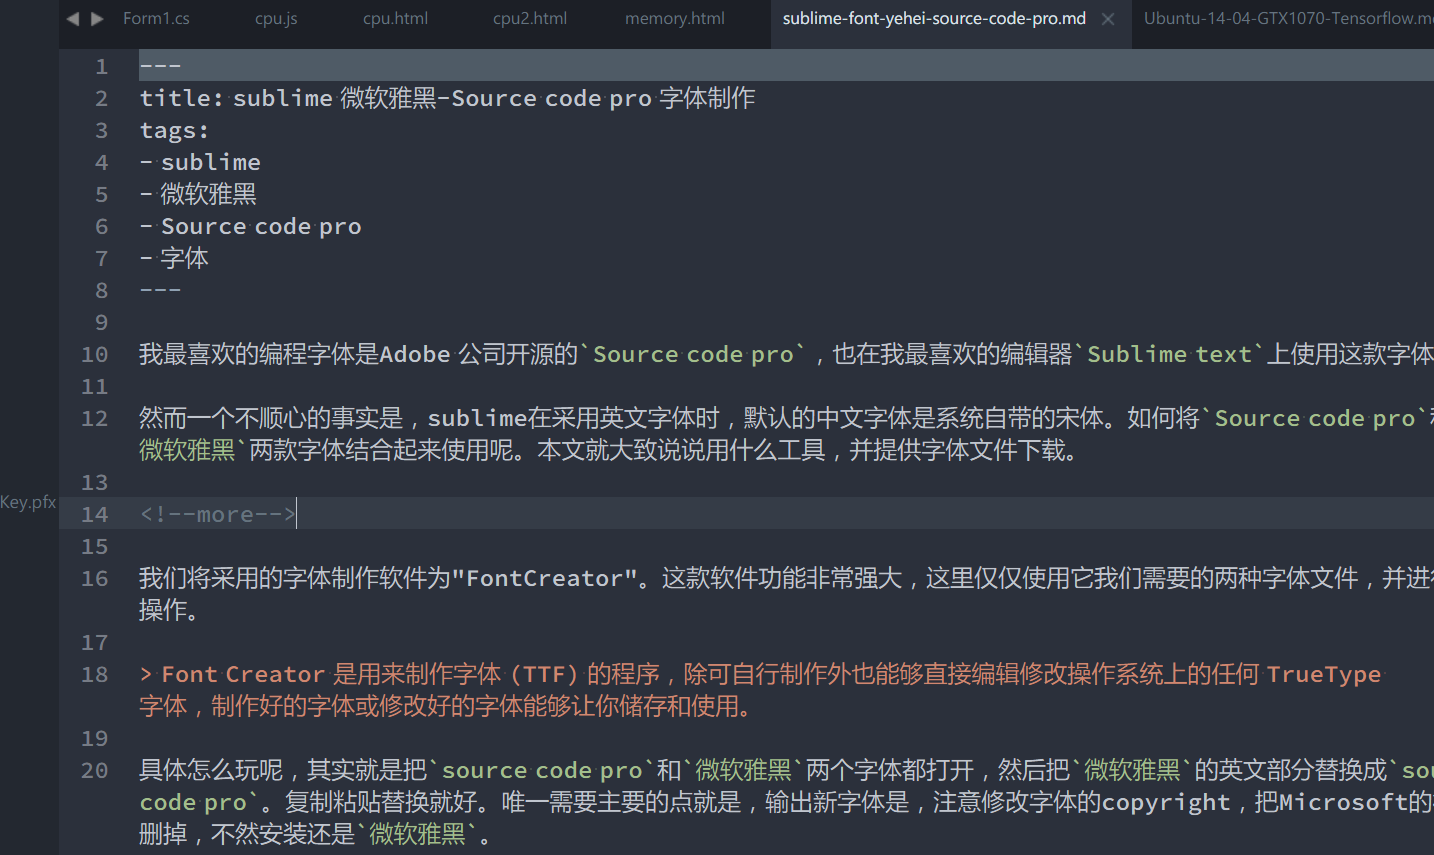 Form1.cs cpu.js cpu.html cpu2.html memory.html sublime-font-yehei-source-code-pro.md Ubuntu-14-04-GTX1070-Tensorflow.m
1 ---
2 title: sublime 微软雅黑-Source code pro 字体制作
3 tags:
4 - sublime
5 - 微软雅黑
6 - Source code pro
7 - 字体
8 ---
9
10 我最喜欢的编程字体是Adobe 公司开源的`Source code pro`，也在我最喜欢的编辑器`Sublime text`上使用这款字体
11
12 然而一个不顺心的事实是，sublime在采用英文字体时，默认的中文字体是系统自带的宋体。如何将`Source code pro`
微软雅黑`两款字体结合起来使用呢。本文就大致说说用什么工具，并提供字体文件下载。
13
Key.pfx
14 <!--more-->
15
16 我们将采用的字体制作软件为"FontCreator"。这款软件功能非常强大，这里仅仅使用它我们需要的两种字体文件，并进
操作。
17
18 > Font Creator 是用来制作字体 (TTF) 的程序，除可自行制作外也能够直接编辑修改操作系统上的任何 TrueType
字体，制作好的字体或修改好的字体能够让你储存和使用。
19
20 具体怎么玩呢，其实就是把`source code pro`和`微软雅黑`两个字体都打开，然后把`微软雅黑`的英文部分替换成`sou
code pro`。复制粘贴替换就好。唯一需要主要的点就是，输出新字体是，注意修改字体的copyright，把Microsoft的
删掉，不然安装还是`微软雅黑`。